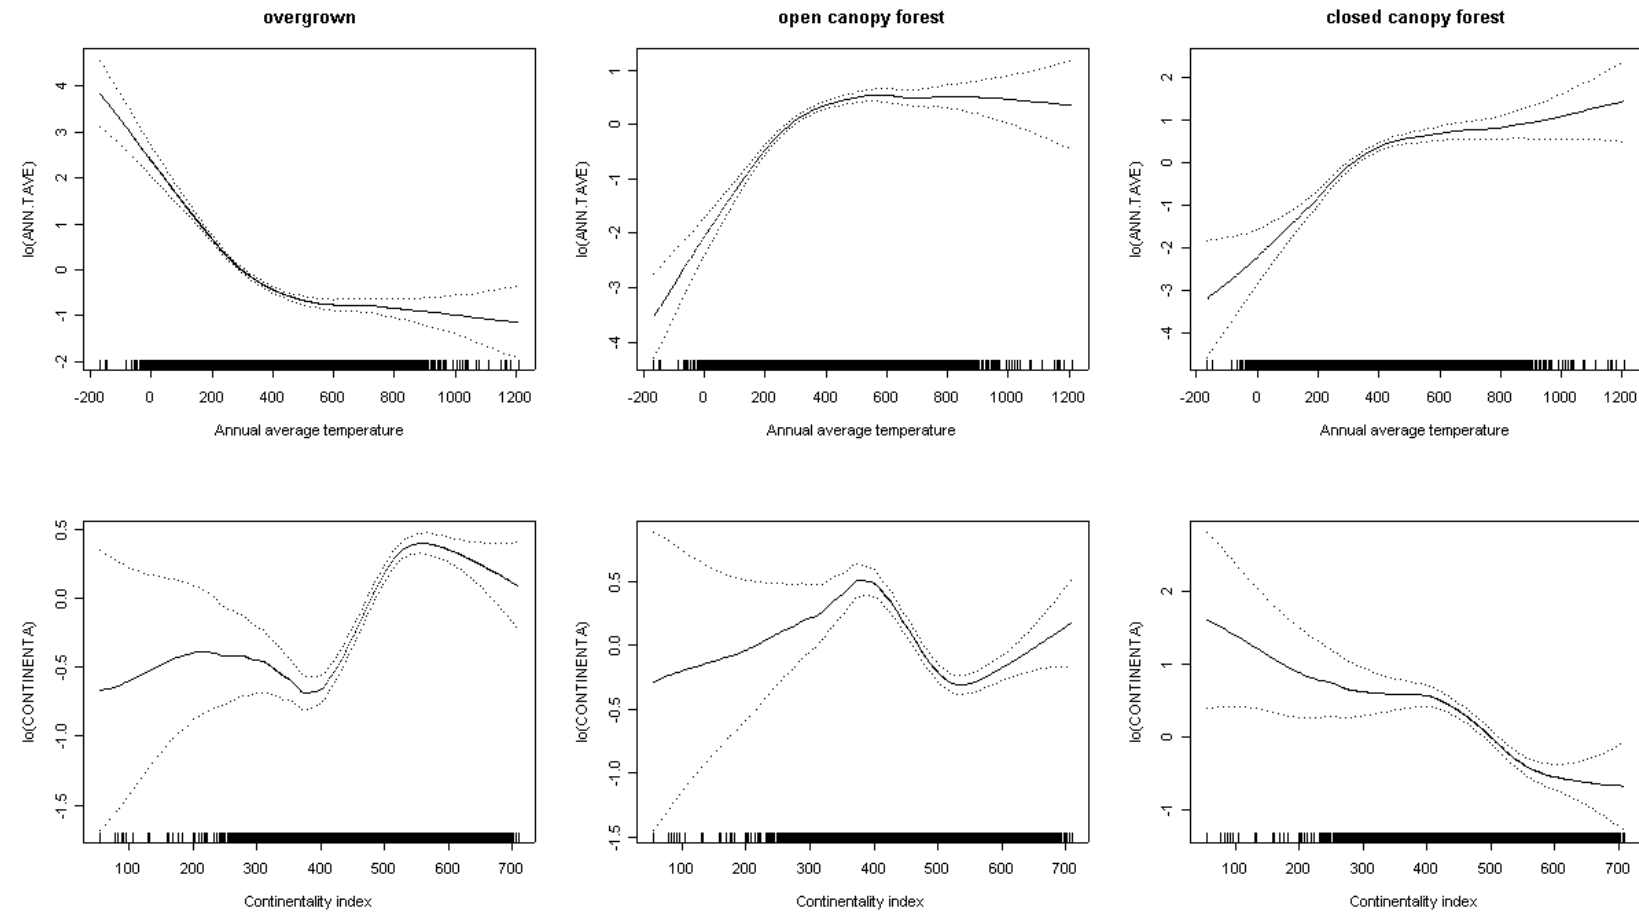 overgrown
open canopy forest
closed canopy forest
lo(ANN.TAVE)
4
3
2
1
0
-1
-2
-200 0 200 400 600 800 1000 1200
Annual average temperature
lo(ANN.TAVE)
1
0
-1
-2
-3
-4
-200 0 200 400 600 800 1000 1200
Annual average temperature
lo(ANN.TAVE)
2
1
0
-1
-2
-3
-4
-200 0 200 400 600 800 1000 1200
Annual average temperature
lo(CONTINENTA)
0.5
0.0
-0.5
-1.0
-1.5
100 200 300 400 500 600 700
Continentality index
lo(CONTINENTA)
0.5
0.0
-0.5
-1.0
-1.5
100 200 300 400 500 600 700
Continentality index
lo(CONTINENTA)
2
1
0
-1
100 200 300 400 500 600 700
Continentality index